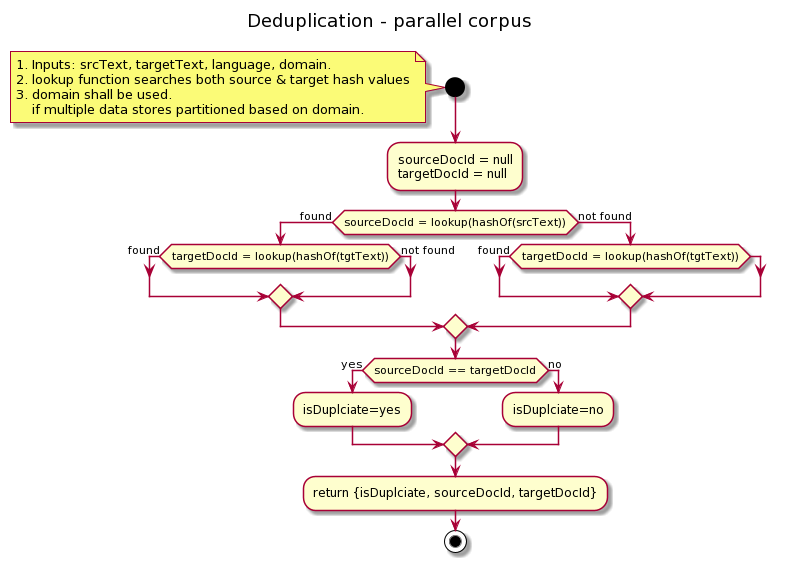 Deduplication - parallel corpus
1. Inputs: srcText, targetText, language, domain.
2. lookup function searches both source & target hash values
3. domain shall be used.
if multiple data stores partitioned based on domain.
sourceDocId = null
targetDocId = null
found
sourceDocId = lookup(hashOf(srcText))
not found
found
targetDocId = lookup(hashOf(tgtText))
not found
found
targetDocId = lookup(hashOf(tgtText))
yes
sourceDocId == targetDocId
no
isDuplciate=yes
isDuplciate=no
return {isDuplciate, sourceDocId, targetDocId}